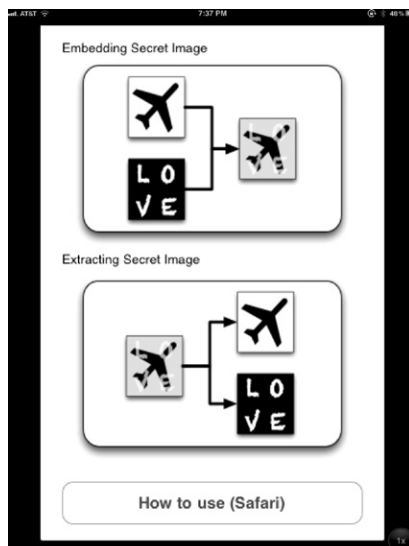 AT&T
7:37 PM
48%
Embedding Secret Image
L O
V E
L O
V E
Extracting Secret Image
L O
V E
L O
V E
How to use (Safari)
1x